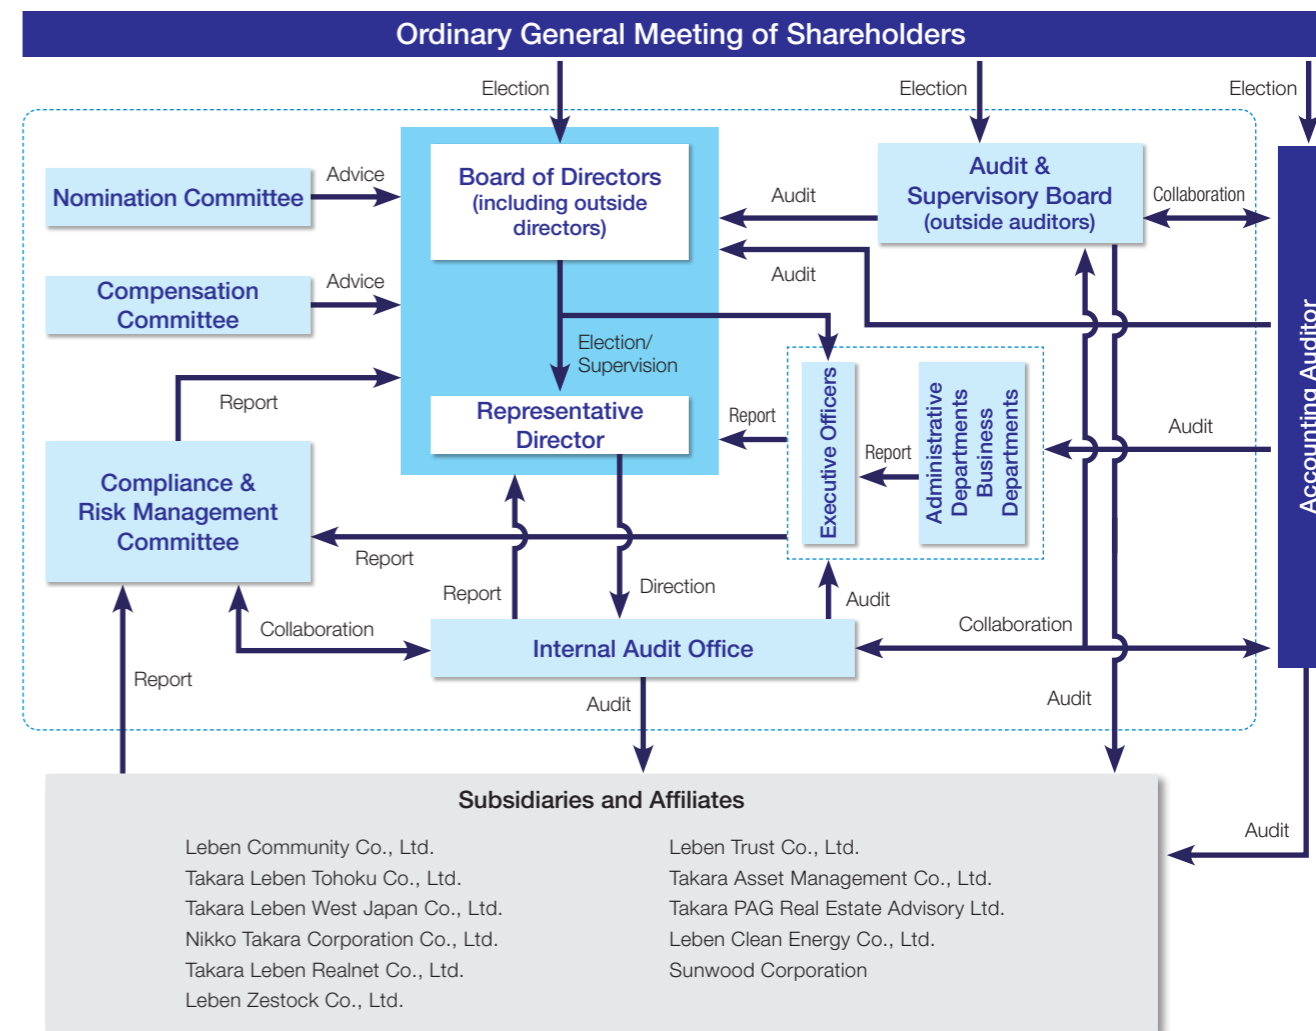 Ordinary General Meeting of Shareholders
Election
Election
Election
Nomination Committee
Advice
Board of Directors
(including outside
directors)
Audit
Audit &
Supervisory Board
(outside auditors)
Collaboration
Audit
Compensation
Committee
Advice
Election/
Supervision
Report
Representative
Director
Report
Executive Officers
Report
Administrative
Departments
Business
Departments
Audit
Accounting Auditor
Compliance &
Risk Management
Committee
Report
Report
Direction
Audit
Collaboration
Internal Audit Office
Collaboration
Report
Audit
Audit
Subsidiaries and Affiliates
Leben Community Co., Ltd.
Takara Leben Tohoku Co., Ltd.
Takara Leben West Japan Co., Ltd.
Nikko Takara Corporation Co., Ltd.
Takara Leben Realnet Co., Ltd.
Leben Zestock Co., Ltd.
Leben Trust Co., Ltd.
Takara Asset Management Co., Ltd.
Takara PAG Real Estate Advisory Ltd.
Leben Clean Energy Co., Ltd.
Sunwood Corporation
Audit